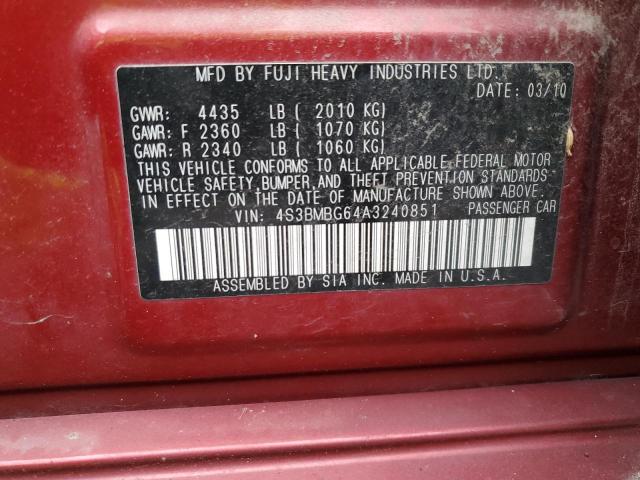 MFD BY FUJI HEAVY INDUSTRIES LTD.
DATE: 03/10
GVWR: 4435 LB ( 2010 KG)
GAWR: F 2360 LB ( 1070 KG)
GAWR: R 2340 LB ( 1060 KG)
THIS VEHICLE CONFORMS TO ALL APPLICABLE FEDERAL MOTOR
VEHICLE SAFETY, BUMPER, AND THEFT PREVENTION STANDARDS
IN EFFECT ON THE DATE OF MANUFACTURE SHOWN ABOVE.
VIN: 4S3BMBG64A3240851 PASSENGER CAR
ASSEMBLED BY SIA INC. MADE IN U.S.A.